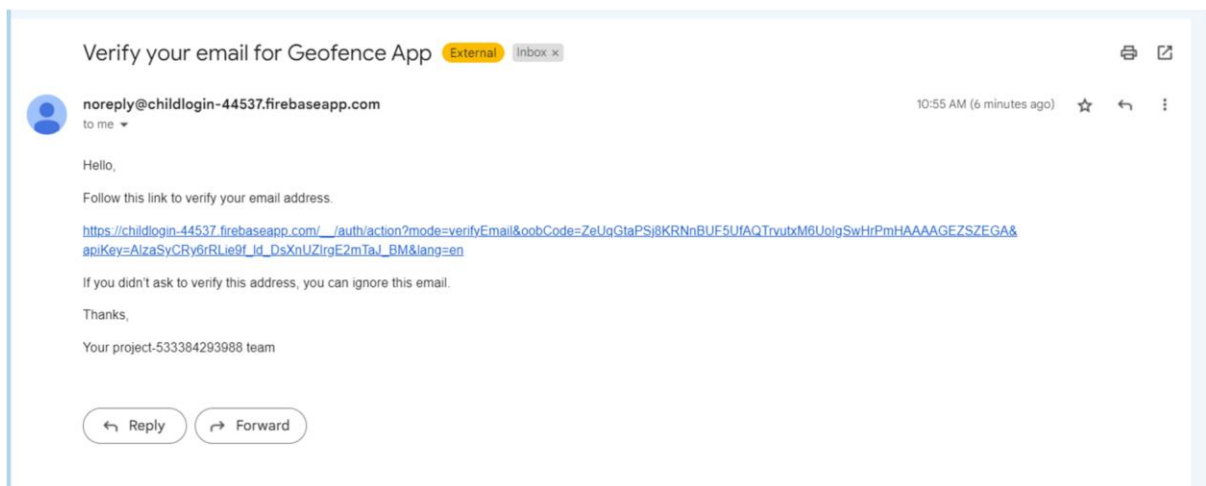 Verify your email for Geofence App External Inbox ×
noreply@childlogin-44537.firebaseapp.com 10:55 AM (6 minutes ago)
to me
Hello,
Follow this link to verify your email address.
https://childlogin-44537.firebaseapp.com/__/auth/action?mode=verifyEmail&oobCode=ZeUqGtaPSj8KRNnBUF5UfAQTrvutxM6UolgSwHrPmHAAAAGEZSZEGA&
apiKey=AIzaSyCRy6rRLie9f_Id_DsXnUZIrgE2mTaJ_BM&lang=en
If you didn't ask to verify this address, you can ignore this email.
Thanks,
Your project-533384293988 team
Reply Forward